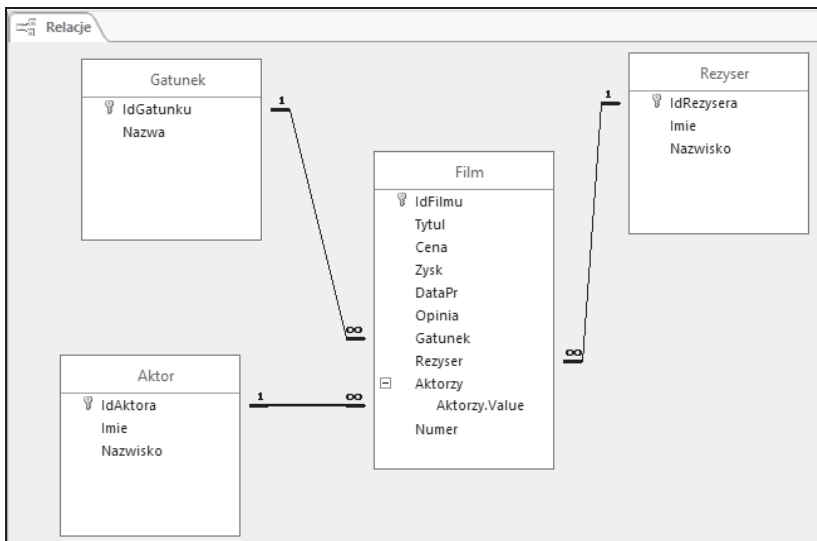 Relacje
Gatunek
IdGatunku
Nazwa
1
∞
Rezyser
IdRezysera
Imie
Nazwisko
1
∞
Film
IdFilmu
Tytul
Cena
Zysk
DataPr
Opinia
Gatunek
Rezyser
Aktorzy
Aktorzy.Value
Numer
Aktor
IdAktora
Imie
Nazwisko
1
∞